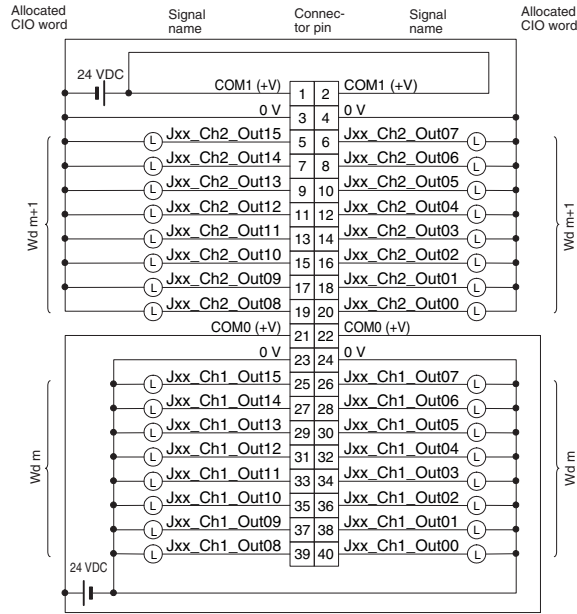 Allocated CIO word
Signal name
Connec-tor pin
Signal name
Allocated CIO word
24 VDC
COM1 (+V) 1 2 COM1 (+V)
0 V 3 4 0 V
L Jxx_Ch2_Out15 5 6 Jxx_Ch2_Out07 L
L Jxx_Ch2_Out14 7 8 Jxx_Ch2_Out06 L
L Jxx_Ch2_Out13 9 10 Jxx_Ch2_Out05 L
L Jxx_Ch2_Out12 11 12 Jxx_Ch2_Out04 L
L Jxx_Ch2_Out11 13 14 Jxx_Ch2_Out03 L
L Jxx_Ch2_Out10 15 16 Jxx_Ch2_Out02 L
L Jxx_Ch2_Out09 17 18 Jxx_Ch2_Out01 L
L Jxx_Ch2_Out08 19 20 Jxx_Ch2_Out00 L
Wd m+1
Wd m+1
COM0 (+V) 21 22 COM0 (+V)
0 V 23 24 0 V
L Jxx_Ch1_Out15 25 26 Jxx_Ch1_Out07 L
L Jxx_Ch1_Out14 27 28 Jxx_Ch1_Out06 L
L Jxx_Ch1_Out13 29 30 Jxx_Ch1_Out05 L
L Jxx_Ch1_Out12 31 32 Jxx_Ch1_Out04 L
L Jxx_Ch1_Out11 33 34 Jxx_Ch1_Out03 L
L Jxx_Ch1_Out10 35 36 Jxx_Ch1_Out02 L
L Jxx_Ch1_Out09 37 38 Jxx_Ch1_Out01 L
L Jxx_Ch1_Out08 39 40 Jxx_Ch1_Out00 L
Wd m
Wd m
24 VDC